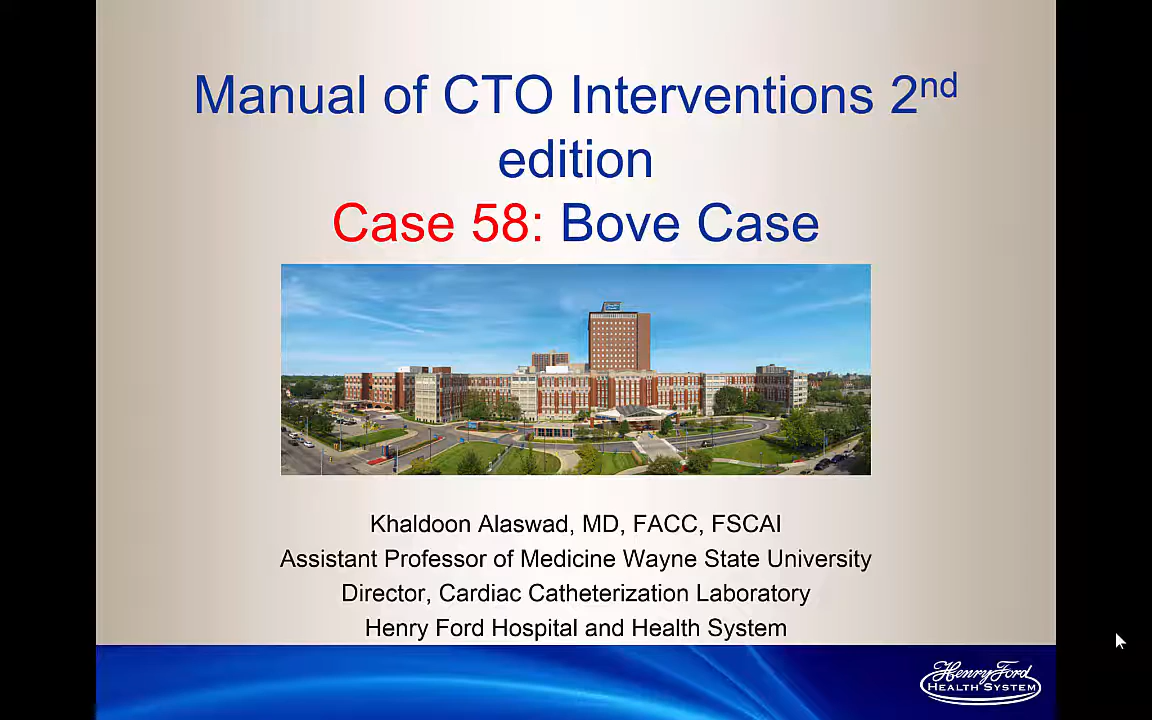 Manual of CTO Interventions 2nd
edition
Case 58: Bove Case
Khaldoon Alaswad, MD, FACC, FSCAI
Assistant Professor of Medicine Wayne State University
Director, Cardiac Catheterization Laboratory
Henry Ford Hospital and Health System
Henry Ford
HEALTH SYSTEM